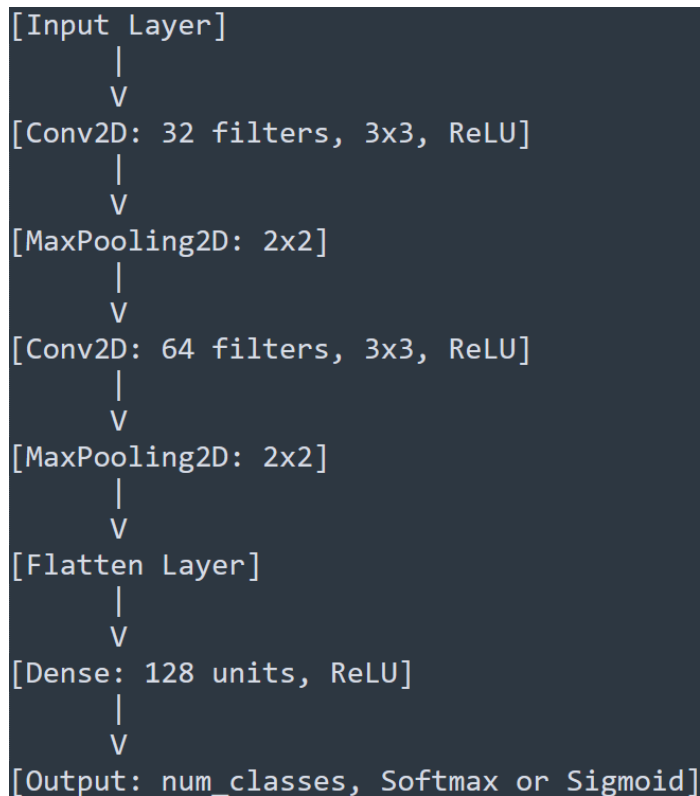 [Input Layer]
|
V
[Conv2D: 32 filters, 3x3, ReLU]
|
V
[MaxPooling2D: 2x2]
|
V
[Conv2D: 64 filters, 3x3, ReLU]
|
V
[MaxPooling2D: 2x2]
|
V
[Flatten Layer]
|
V
[Dense: 128 units, ReLU]
|
V
[Output: num_classes, Softmax or Sigmoid]